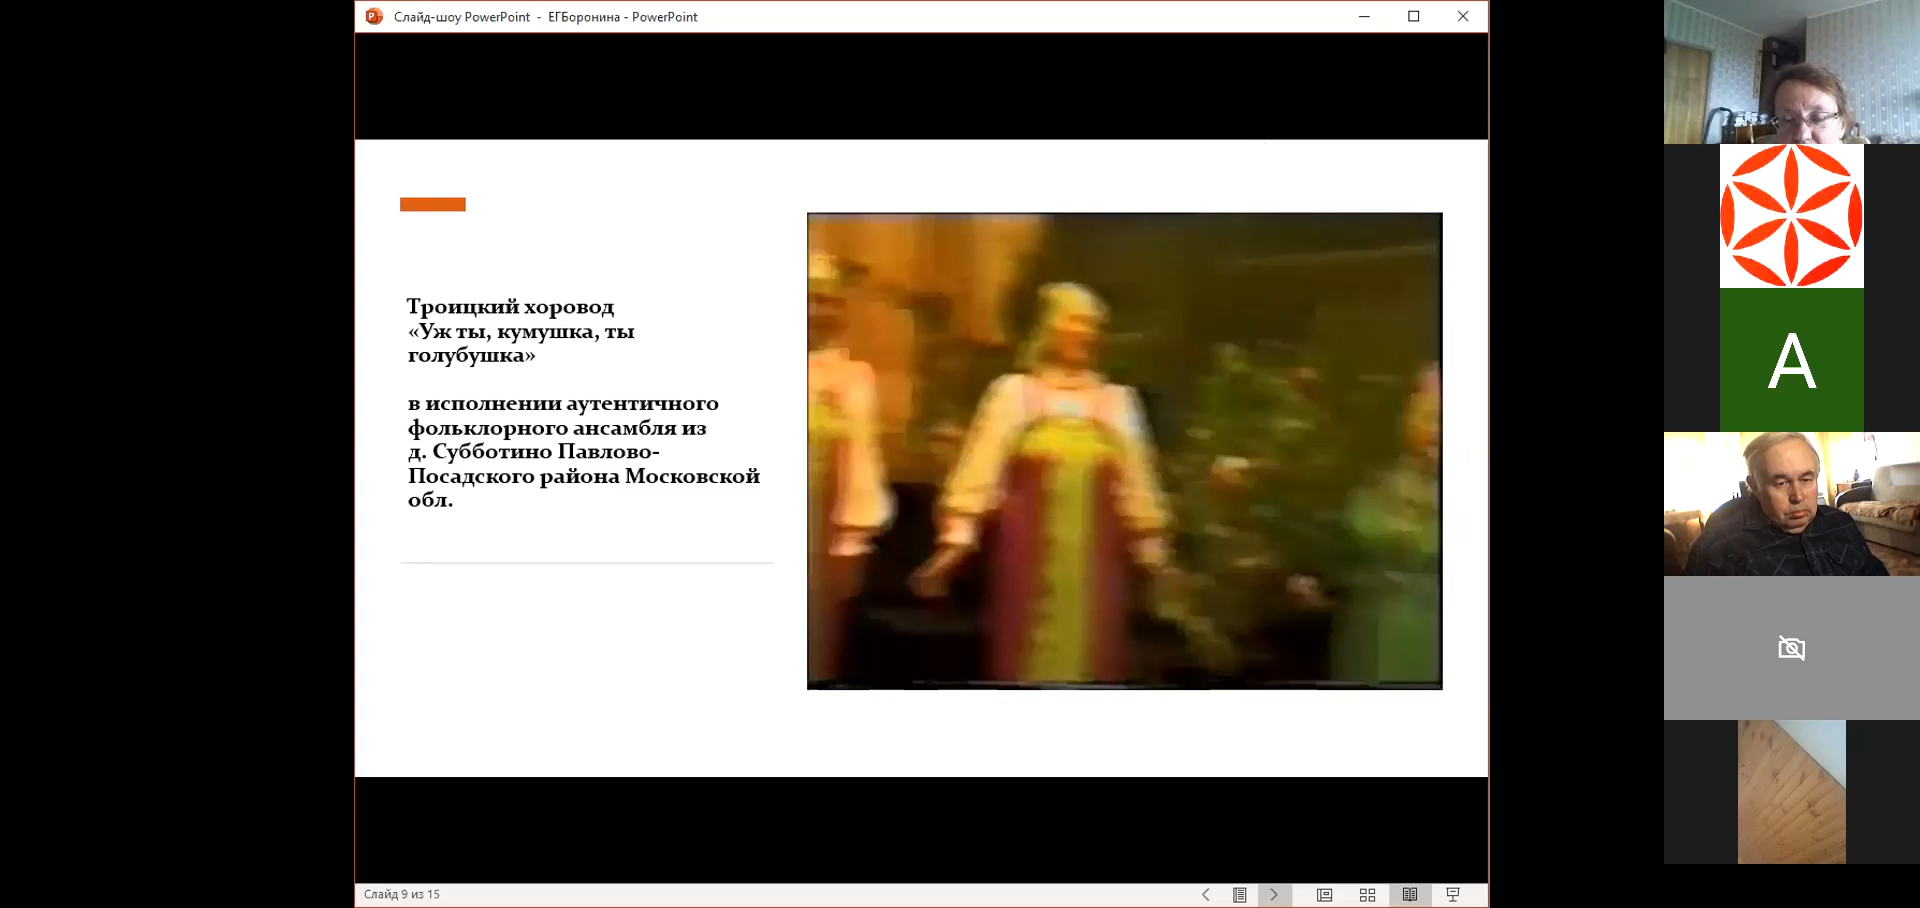 Слайд-шоу PowerPoint - ЕГБоронина - PowerPoint
Троицкий хоровод
«Уж ты, кумушка, ты
голубушка»
в исполнении аутентичного
фольклорного ансамбля из
д. Субботино Павлово-
Посадского района Московской
обл.
A
Слайд 9 из 15